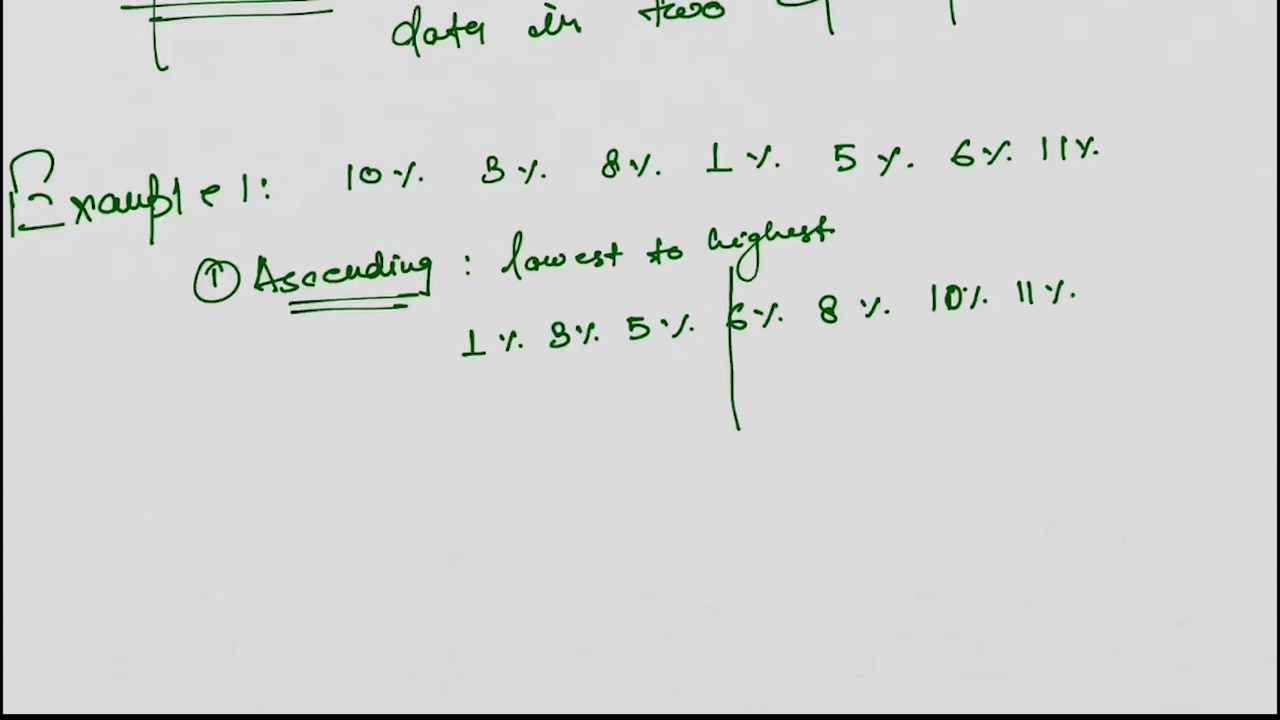 data in two
Example 1: 10% 3% 8% 1% 5% 6% 11%
① Ascending : lowest to highest
1% 3% 5% 6% 8% 10% 11%